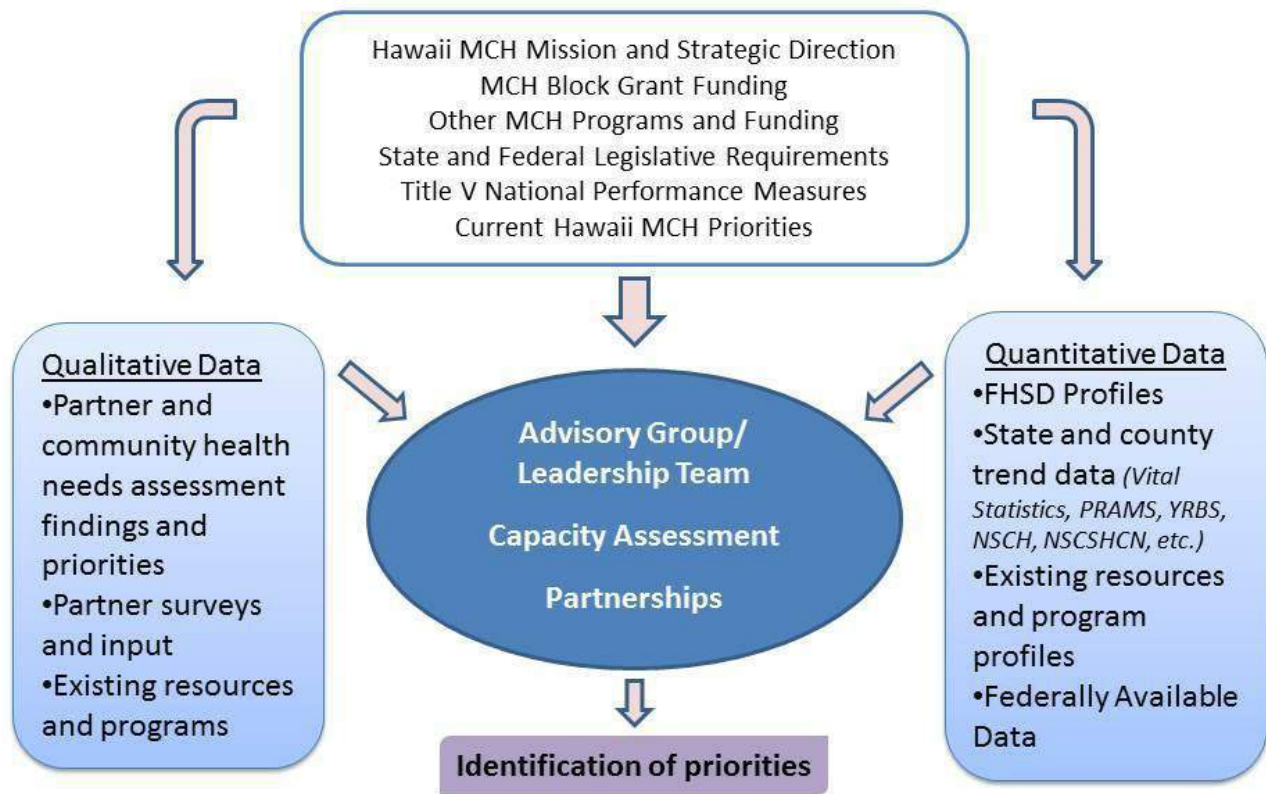 Hawaii MCH Mission and Strategic Direction
MCH Block Grant Funding
Other MCH Programs and Funding
State and Federal Legislative Requirements
Title V National Performance Measures
Current Hawaii MCH Priorities
Qualitative Data
•Partner and
community health
needs assessment
findings and
priorities
•Partner surveys
and input
•Existing resources
and programs
Advisory Group/
Leadership Team
Capacity Assessment
Partnerships
Quantitative Data
•FHSD Profiles
•State and county
trend data (Vital
Statistics, PRAMS, YRBS,
NSCH, NSCSHCN, etc.)
•Existing resources
and program
profiles
•Federally Available
Data
Identification of priorities